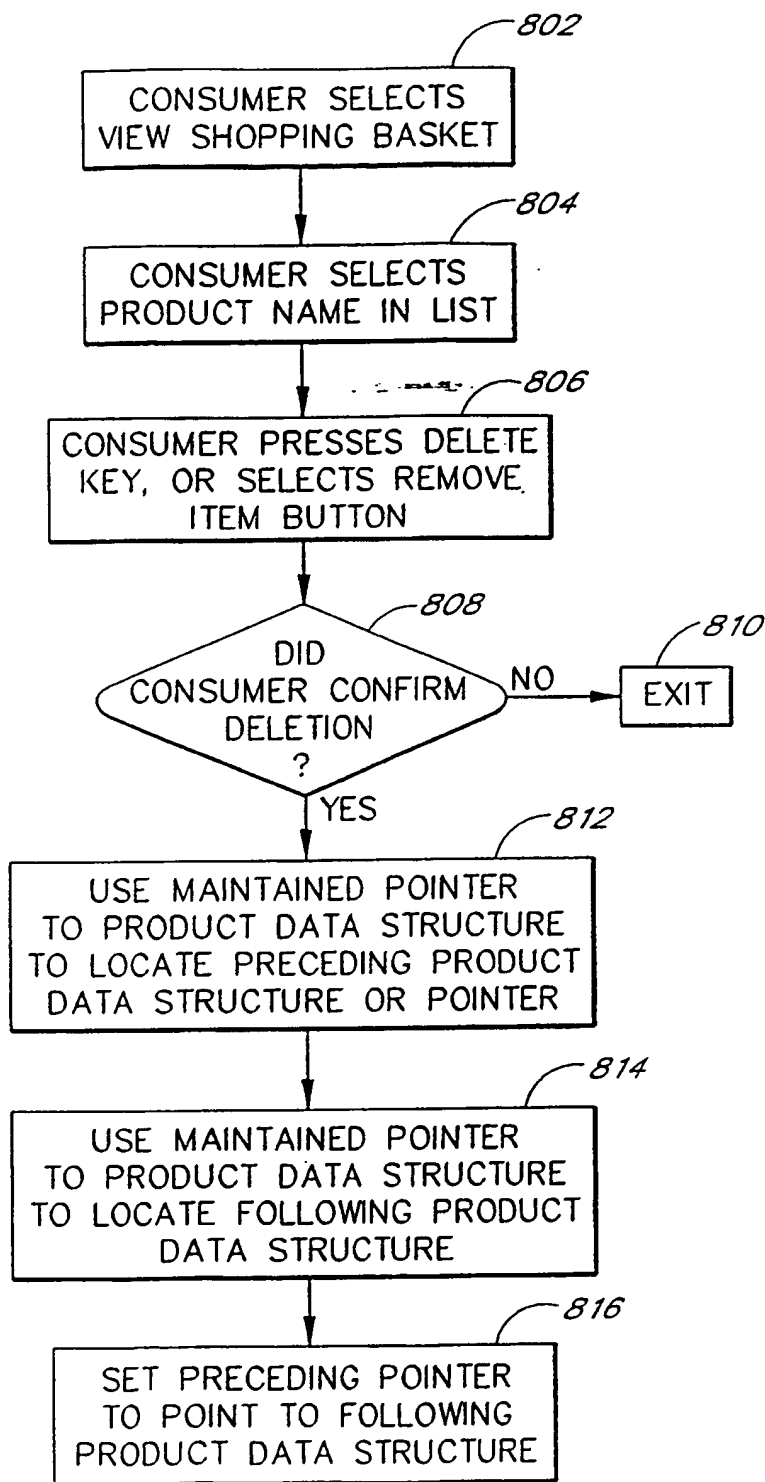 802
CONSUMER SELECTS
VIEW SHOPPING BASKET
804
CONSUMER SELECTS
PRODUCT NAME IN LIST
806
CONSUMER PRESSES DELETE
KEY, OR SELECTS REMOVE
ITEM BUTTON
808
DID
CONSUMER CONFIRM
DELETION
?
NO
810
EXIT
YES
812
USE MAINTAINED POINTER
TO PRODUCT DATA STRUCTURE
TO LOCATE PRECEDING PRODUCT
DATA STRUCTURE OR POINTER
814
USE MAINTAINED POINTER
TO PRODUCT DATA STRUCTURE
TO LOCATE FOLLOWING PRODUCT
DATA STRUCTURE
816
SET PRECEDING POINTER
TO POINT TO FOLLOWING
PRODUCT DATA STRUCTURE